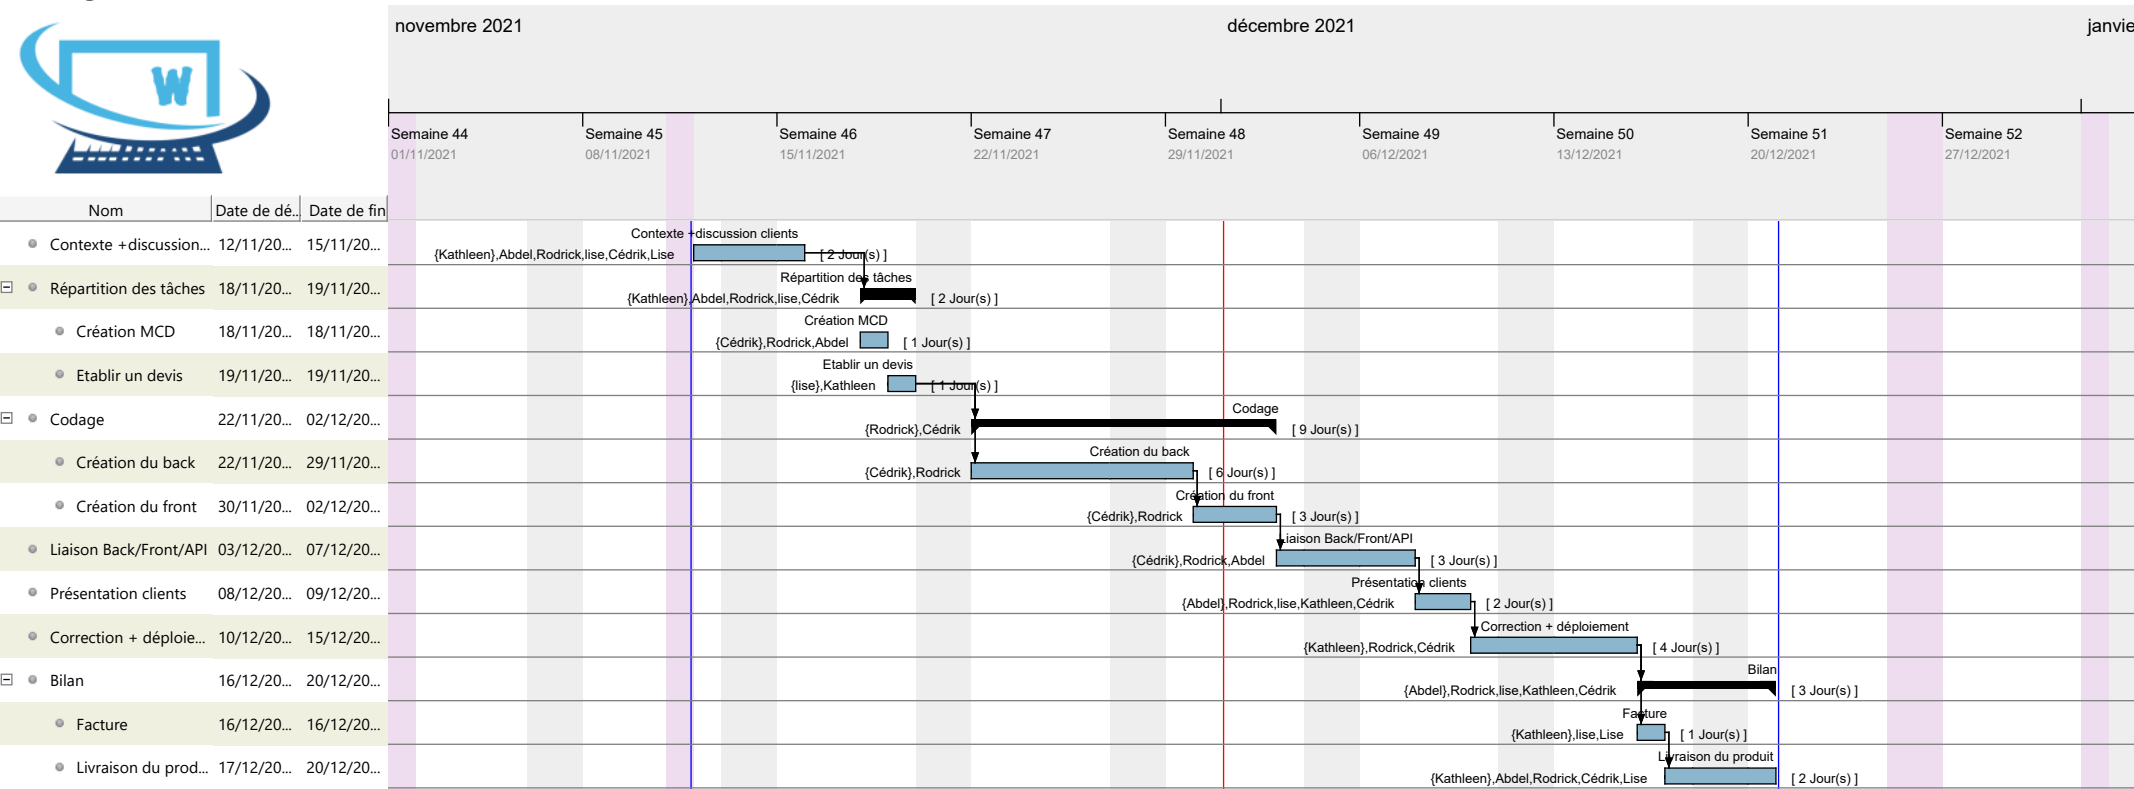 novembre 2021
décembre 2021
janvie
W
Semaine 44
Semaine 45
Semaine 46
Semaine 47
Semaine 48
Semaine 49
Semaine 50
Semaine 51
Semaine 52
01/11/2021
08/11/2021
15/11/2021
22/11/2021
29/11/2021
06/12/2021
13/12/2021
20/12/2021
27/12/2021
Nom Date de dé... Date de fin
Contexte +discussion... 12/11/20... 15/11/20...
Contexte +discussion clients
{Kathleen},Abdel,Rodrick,lise,Cédrik,Lise [ 2 Jour(s) ]
Répartition des tâches 18/11/20... 19/11/20...
Répartition des tâches
{Kathleen},Abdel,Rodrick,lise,Cédrik [ 2 Jour(s) ]
Création MCD 18/11/20... 18/11/20...
Création MCD
{Cédrik},Rodrick,Abdel [ 1 Jour(s) ]
Etablir un devis 19/11/20... 19/11/20...
Etablir un devis
{lise},Kathleen [ 1 Jour(s) ]
Codage 22/11/20... 02/12/20...
Codage
{Rodrick},Cédrik [ 9 Jour(s) ]
Création du back 22/11/20... 29/11/20...
Création du back
{Cédrik},Rodrick [ 6 Jour(s) ]
Création du front 30/11/20... 02/12/20...
Création du front
{Cédrik},Rodrick [ 3 Jour(s) ]
Liaison Back/Front/API 03/12/20... 07/12/20...
Liaison Back/Front/API
{Cédrik},Rodrick,Abdel [ 3 Jour(s) ]
Présentation clients 08/12/20... 09/12/20...
Présentation clients
{Abdel},Rodrick,lise,Kathleen,Cédrik [ 2 Jour(s) ]
Correction + déploie... 10/12/20... 15/12/20...
Correction + déploiement
{Kathleen},Rodrick,Cédrik [ 4 Jour(s) ]
Bilan 16/12/20... 20/12/20...
Bilan
{Abdel},Rodrick,lise,Kathleen,Cédrik [ 3 Jour(s) ]
Facture 16/12/20... 16/12/20...
Facture
{Kathleen},lise,Lise [ 1 Jour(s) ]
Livraison du prod... 17/12/20... 20/12/20...
Livraison du produit
{Kathleen},Abdel,Rodrick,Cédrik,Lise [ 2 Jour(s) ]